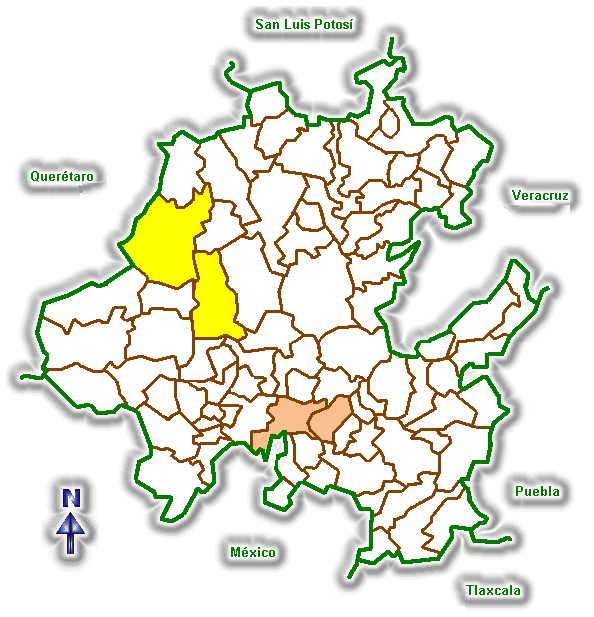 San Luis Potosí
Querétaro
Veracruz
Puebla
N
México
Tlaxcala